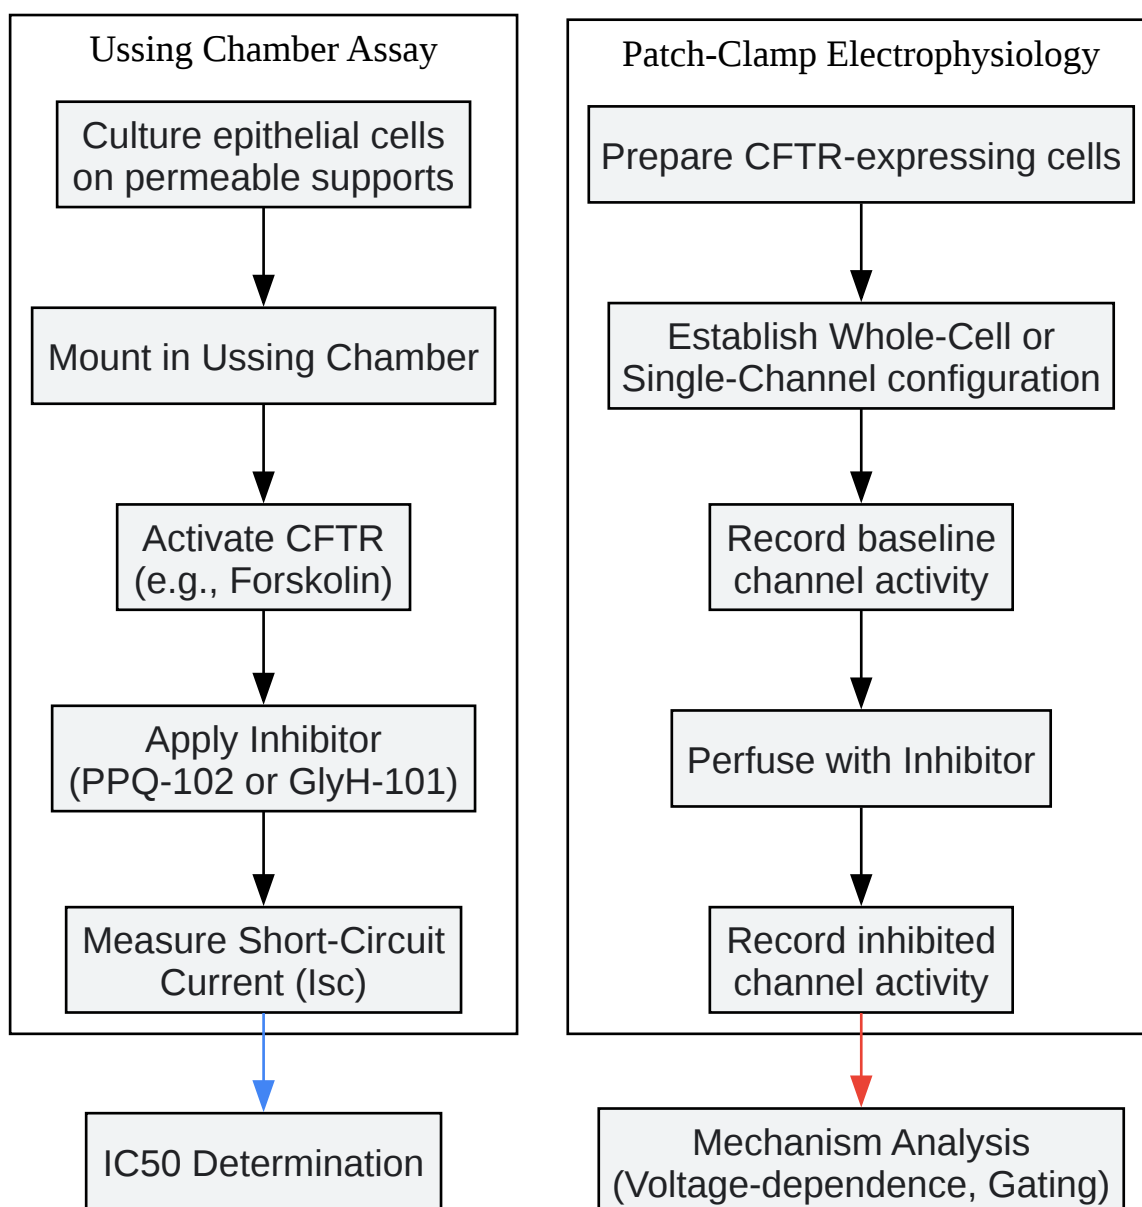 Ussing Chamber Assay
Culture epithelial cells
on permeable supports
Mount in Ussing Chamber
Activate CFTR
(e.g., Forskolin)
Apply Inhibitor
(PPQ-102 or GlyH-101)
Measure Short-Circuit
Current (Isc)
IC50 Determination
Patch-Clamp Electrophysiology
Prepare CFTR-expressing cells
Establish Whole-Cell or
Single-Channel configuration
Record baseline
channel activity
Perfuse with Inhibitor
Record inhibited
channel activity
Mechanism Analysis
(Voltage-dependence, Gating)